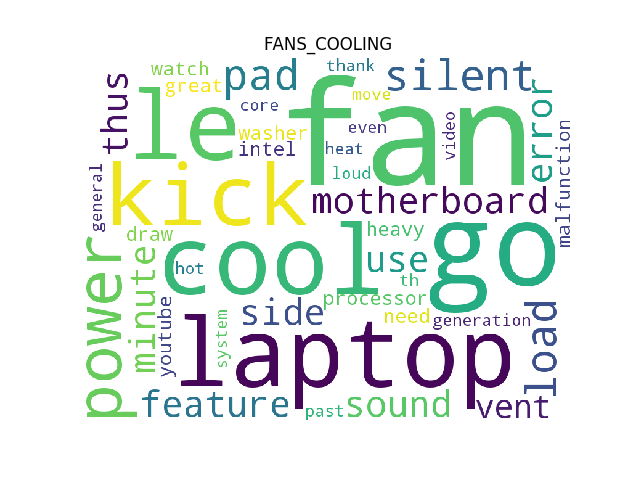 FANS_COOLING
watch
great
pad
thank
core
move
silent
thus
le
fan
washer
intel
even
heat
loud
video
error
malfunction
general
kick
motherboard
draw
cool
heavy
use
go
hot
th
power
minute
youtube
system
side
processor
need
generation
load
laptop
feature
past
sound
vent